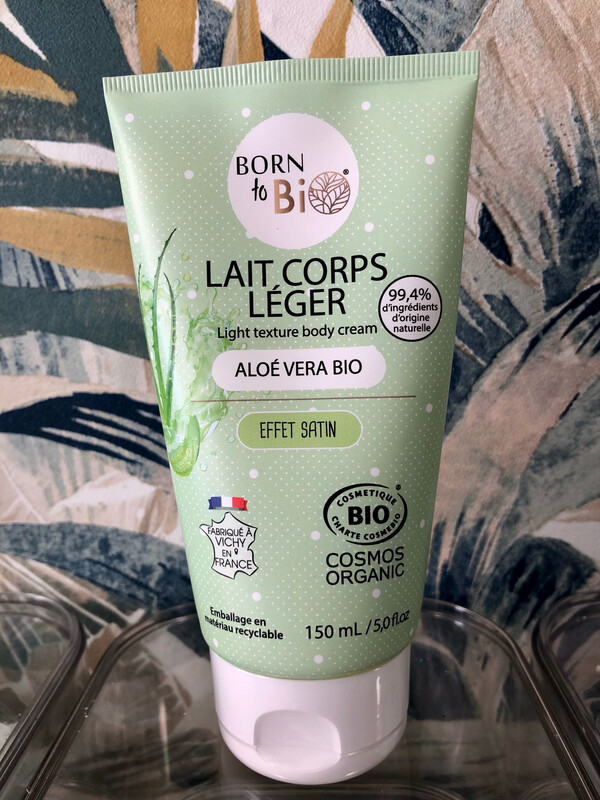 BORN
to BiO®
LAIT CORPS
LÉGER
Light texture body cream
99,4%
d'ingrédients
d'origine
naturelle
ALOÉ VERA BIO
EFFET SATIN
FABRIQUÉ À
VICHY
EN
FRANCE
COSMETIQUE
BIO
CHARTE COSMEBIO
COSMOS
ORGANIC
Emballage en
matériau recyclable
150 mL / 5,0 fl.oz